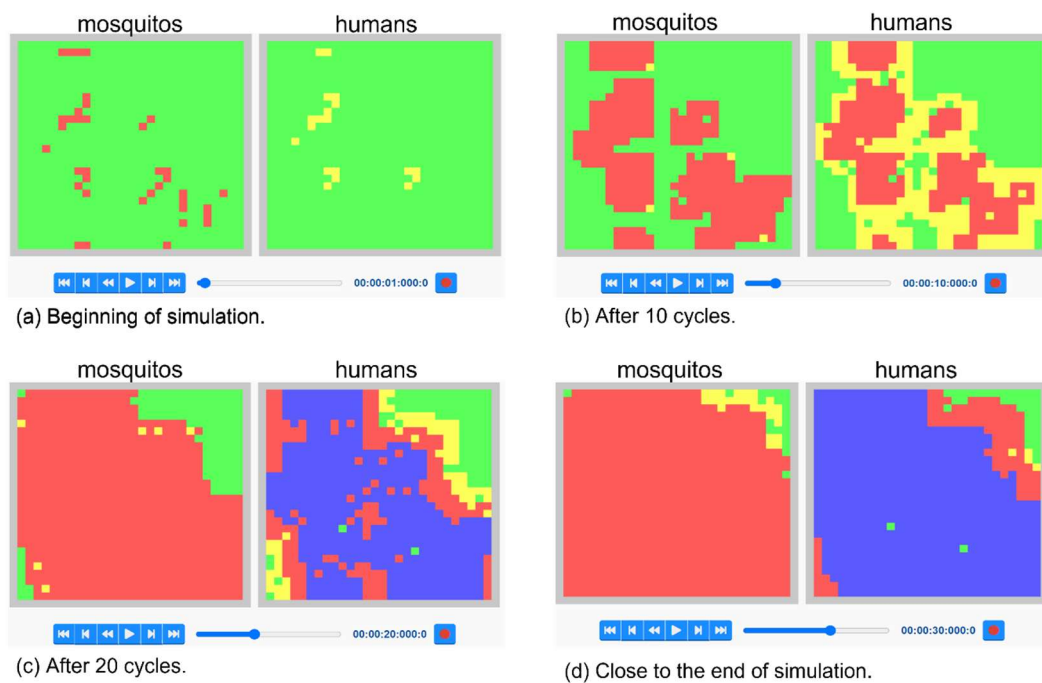 mosquitos humans
00:00:01:000:0
(a) Beginning of simulation.
mosquitos humans
00:00:10:000:0
(b) After 10 cycles.
mosquitos humans
00:00:20:000:0
(c) After 20 cycles.
mosquitos humans
00:00:30:000:0
(d) Close to the end of simulation.